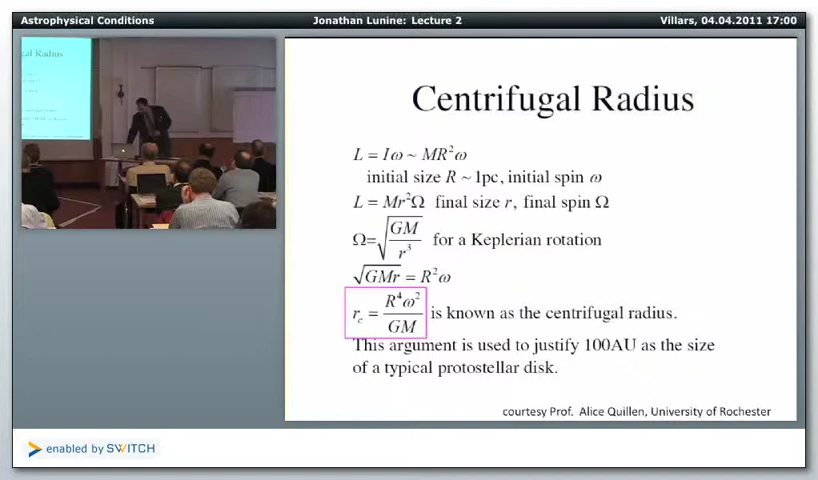 Astrophysical Conditions
Jonathan Lunine: Lecture 2
Villars, 04.04.2011 17:00
Centrifugal Radius
L = Iω ~ MR²ω
initial size R ~ 1pc, initial spin ω
L = Mr²Ω final size r, final spin Ω
Ω=√(GM/r³) for a Keplerian rotation
√(GMr) = R²ω
r_c = R⁴ω²/GM is known as the centrifugal radius.
This argument is used to justify 100AU as the size
of a typical protostellar disk.
courtesy Prof. Alice Quillen, University of Rochester
enabled by SWITCH